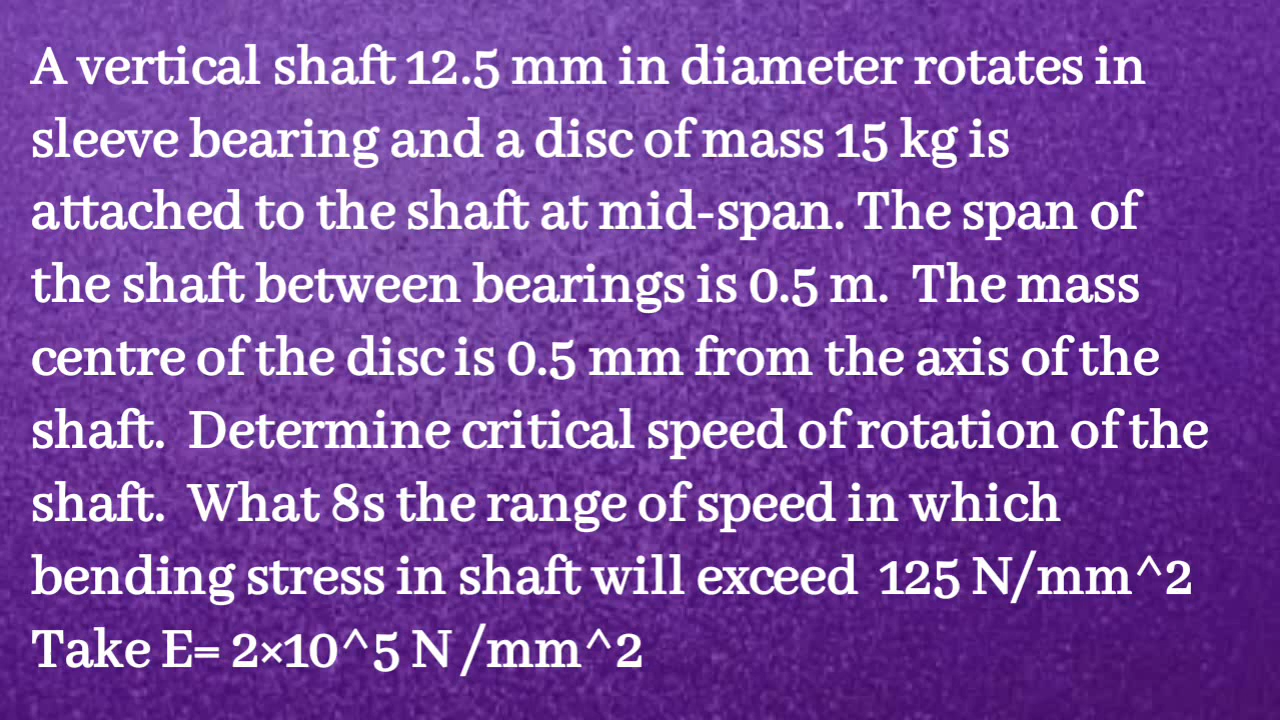 A vertical shaft 12.5 mm in diameter rotates in
sleeve bearing and a disc of mass 15 kg is
attached to the shaft at mid-span. The span of
the shaft between bearings is 0.5 m.  The mass
centre of the disc is 0.5 mm from the axis of the
shaft.  Determine critical speed of rotation of the
shaft.  What 8s the range of speed in which
bending stress in shaft will exceed  125 N/mm^2
Take E= 2×10^5 N /mm^2